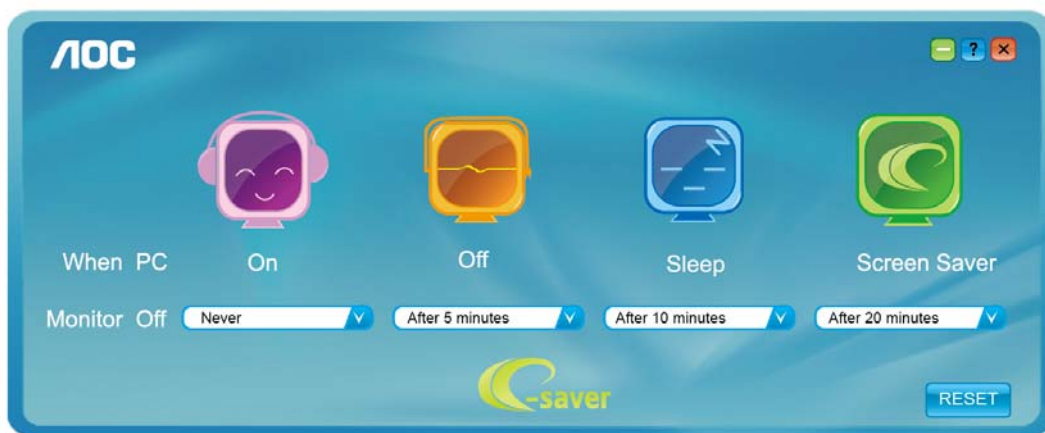 AOC
?
When PC On Off Sleep Screen Saver
Monitor Off Never After 5 minutes After 10 minutes After 20 minutes
e-saver
RESET